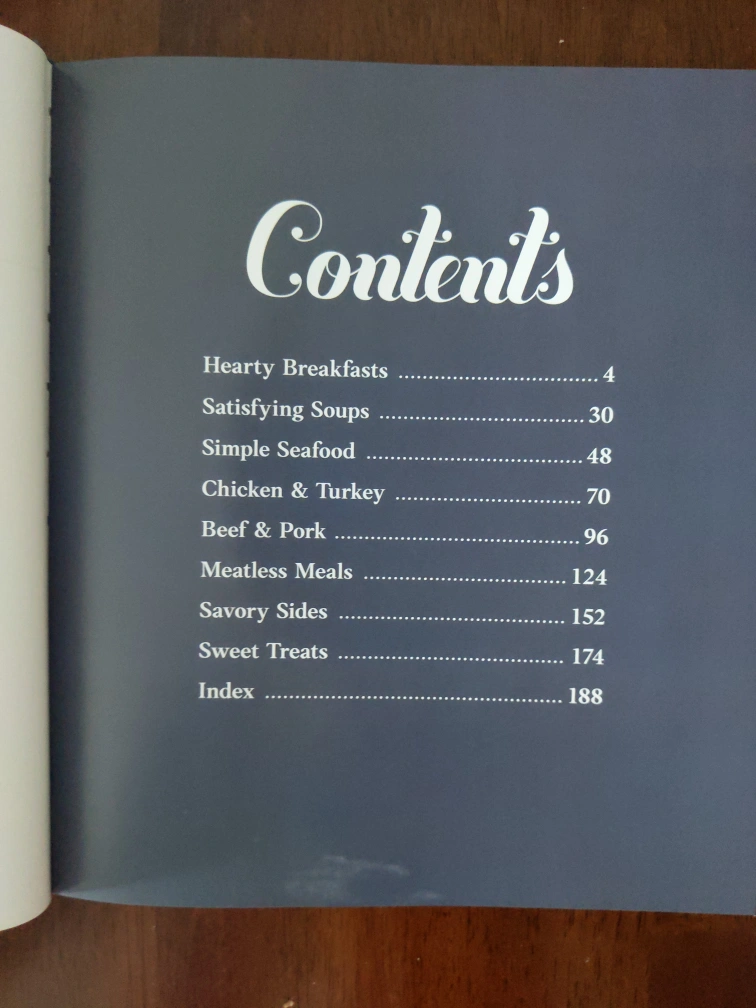 Contents
Hearty Breakfasts .................................. 4
Satisfying Soups .................................. 30
Simple Seafood .................................... 48
Chicken & Turkey ............................... 70
Beef & Pork ......................................... 96
Meatless Meals .................................. 124
Savory Sides ...................................... 152
Sweet Treats ...................................... 174
Index .................................................. 188